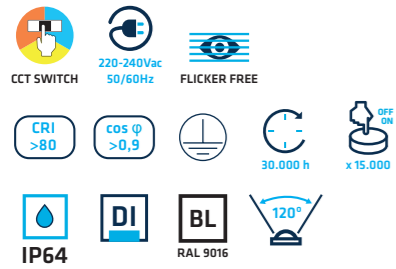 CCT SWITCH
220-240Vac
50/60Hz
FLICKER FREE
CRI
>80
cos φ
>0,9
30.000 h
OFF
ON
x 15.000
IP64
DI
BL
RAL 9016
120°